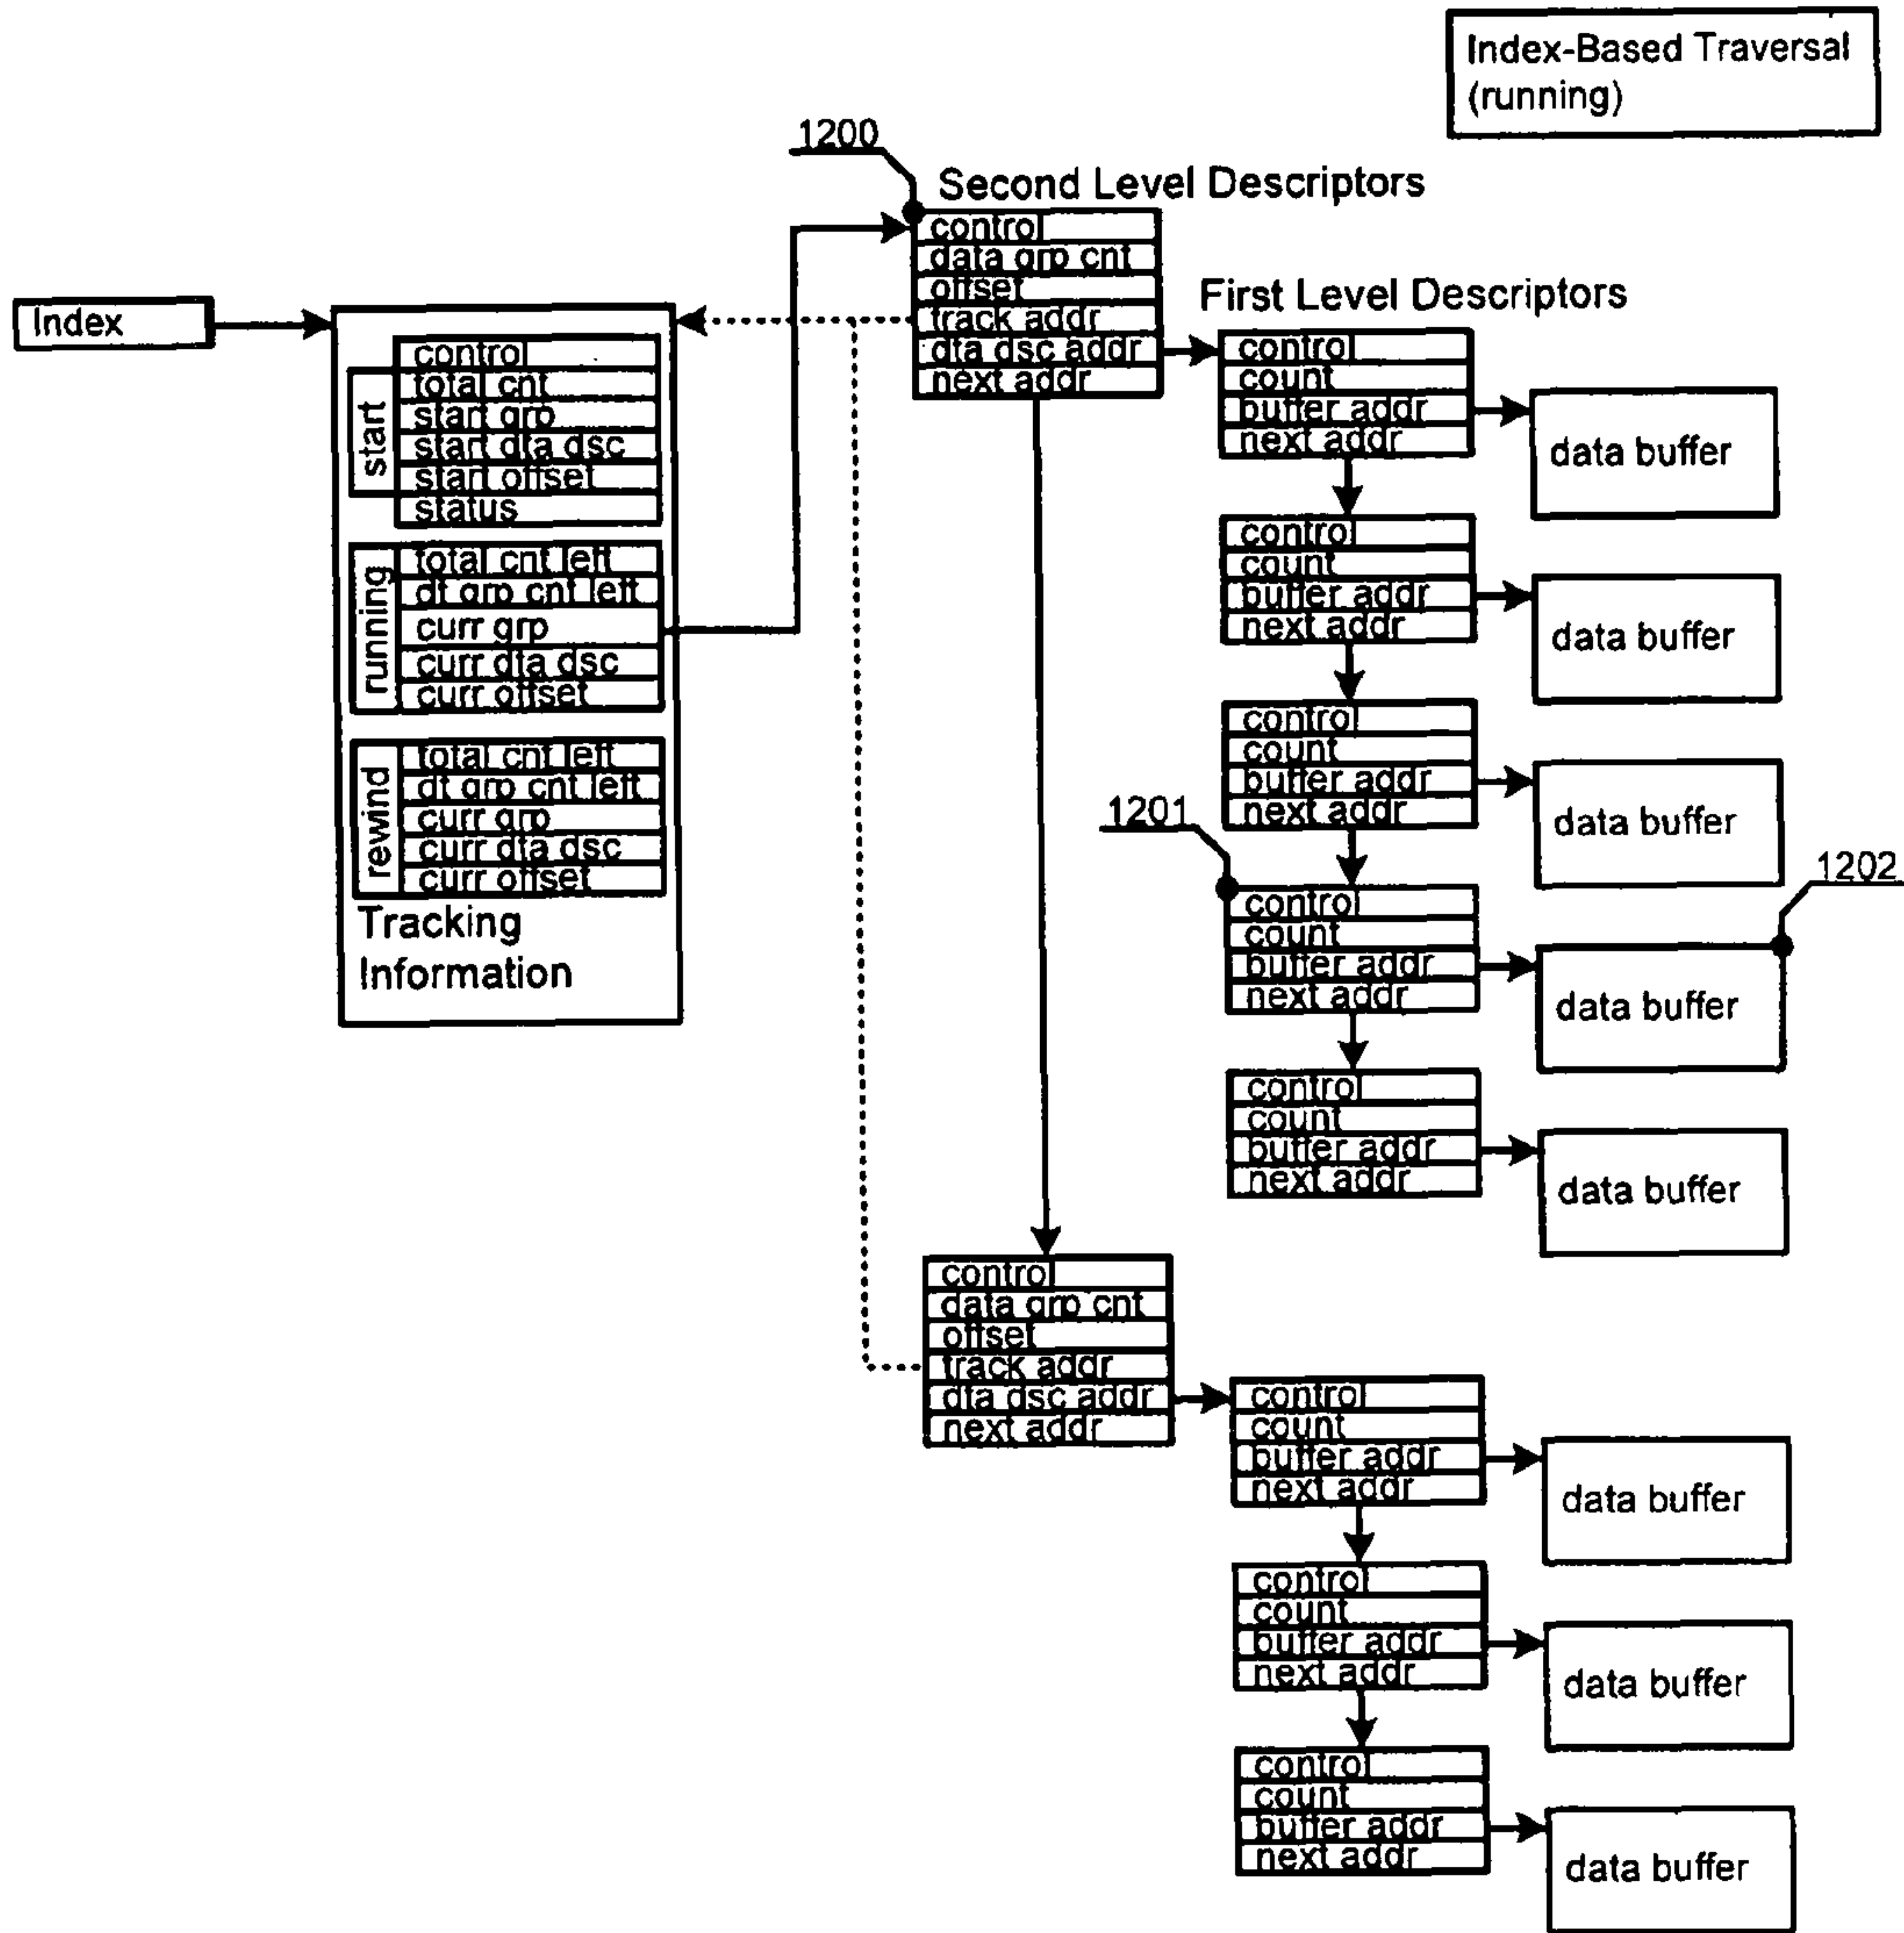 Index-Based Traversal
(running)
1200
Second Level Descriptors
control
data grp cnt
offset
track addr
dta dsc addr
next addr
First Level Descriptors
Index
control
total cnt
start grp
start dta dsc
start offset
status
start
total cnt left
dt grp cnt left
curr grp
curr dta dsc
curr offset
running
total cnt left
dt grp cnt left
curr grp
curr dta dsc
curr offset
rewind
Tracking
Information
control
count
buffer addr
next addr
data buffer
control
count
buffer addr
next addr
data buffer
control
count
buffer addr
next addr
data buffer
1201
1202
control
count
buffer addr
next addr
data buffer
control
count
buffer addr
next addr
data buffer
control
data grp cnt
offset
track addr
dta dsc addr
next addr
control
count
buffer addr
next addr
data buffer
control
count
buffer addr
next addr
data buffer
control
count
buffer addr
next addr
data buffer